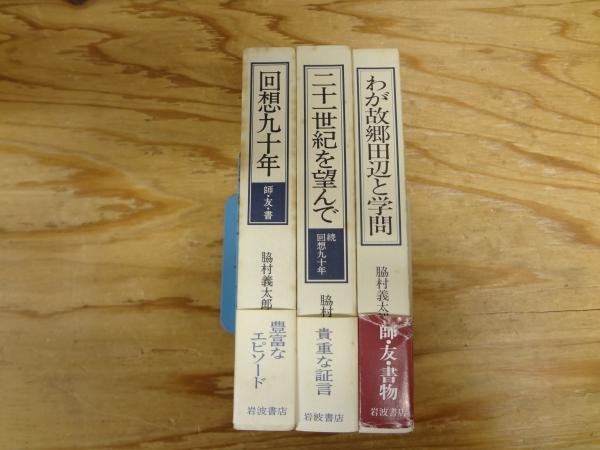 回想九十年
師・友・書
脇村義太郎
豊富な
エピソード
岩波書店
二十一世紀を望んで
続
回想九十年
脇村
貴重な証言
岩波書店
わが故郷田辺と学問
脇村義太
師・友・書物
岩波書店